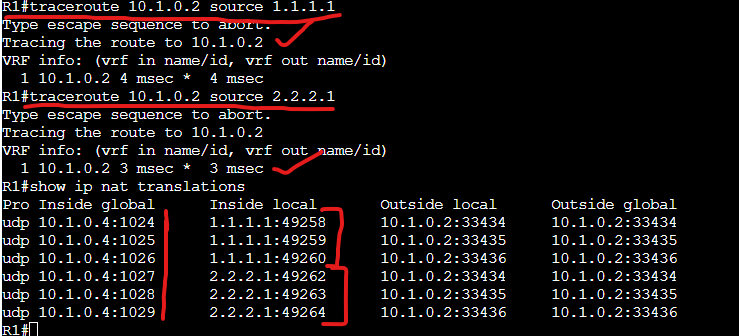 R1#traceroute 10.1.0.2 source 1.1.1.1
Type escape sequence to abort.
Tracing the route to 10.1.0.2
VRF info: (vrf in name/id, vrf out name/id)
  1 10.1.0.2 4 msec *  4 msec
R1#traceroute 10.1.0.2 source 2.2.2.1
Type escape sequence to abort.
Tracing the route to 10.1.0.2
VRF info: (vrf in name/id, vrf out name/id)
  1 10.1.0.2 3 msec *  3 msec
R1#show ip nat translations
Pro Inside global      Inside local       Outside local      Outside global
udp 10.1.0.4:1024      1.1.1.1:49258      10.1.0.2:33434     10.1.0.2:33434
udp 10.1.0.4:1025      1.1.1.1:49259      10.1.0.2:33435     10.1.0.2:33435
udp 10.1.0.4:1026      1.1.1.1:49260      10.1.0.2:33436     10.1.0.2:33436
udp 10.1.0.4:1027      2.2.2.1:49262      10.1.0.2:33434     10.1.0.2:33434
udp 10.1.0.4:1028      2.2.2.1:49263      10.1.0.2:33435     10.1.0.2:33435
udp 10.1.0.4:1029      2.2.2.1:49264      10.1.0.2:33436     10.1.0.2:33436
R1#